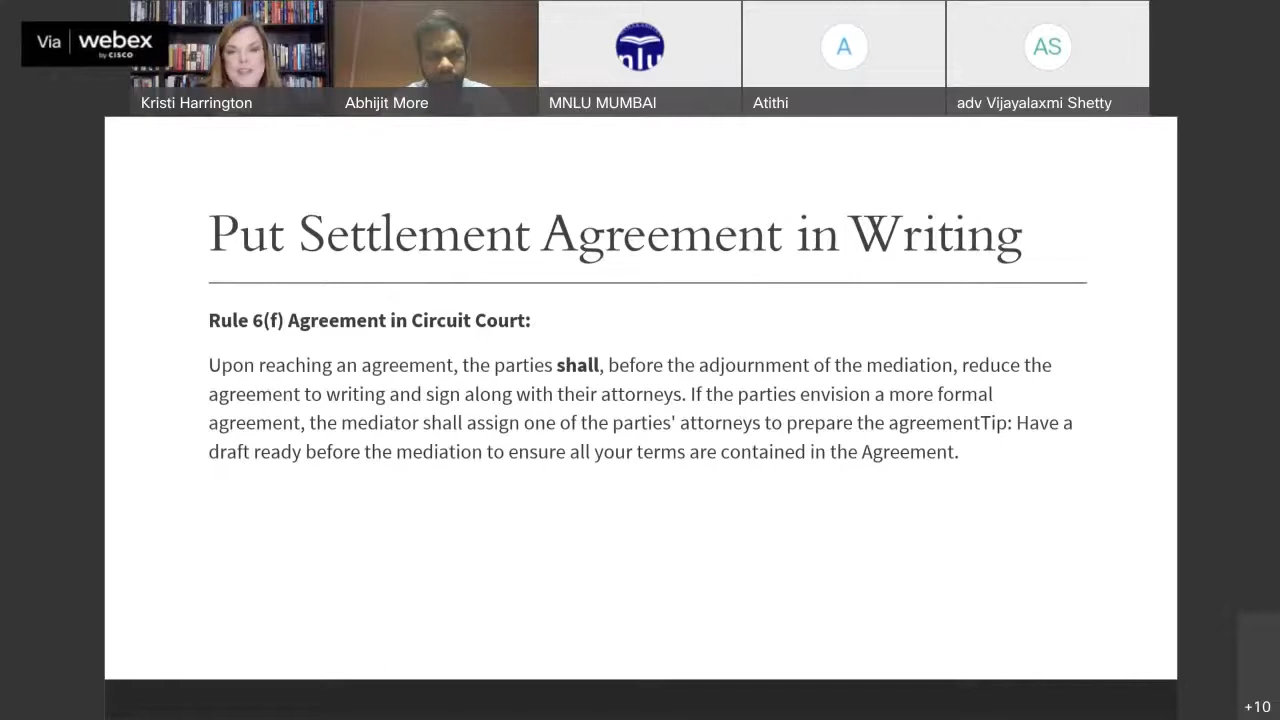 Via webex
by CISCO
Kristi Harrington
Abhijit More
MNLU MUMBAI
Atithi
adv Vijayalaxmi Shetty
nlu
A
AS
Put Settlement Agreement in Writing
Rule 6(f) Agreement in Circuit Court:
Upon reaching an agreement, the parties shall, before the adjournment of the mediation, reduce the
agreement to writing and sign along with their attorneys. If the parties envision a more formal
agreement, the mediator shall assign one of the parties' attorneys to prepare the agreementTip: Have a
draft ready before the mediation to ensure all your terms are contained in the Agreement.
+10